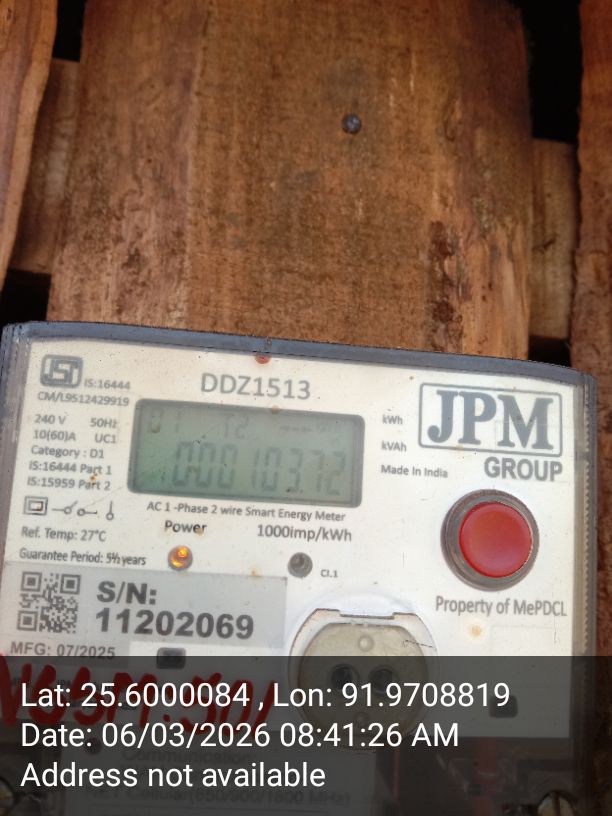 IS:16444
CM/L9512429919
DDZ1513
240 V 50Hz
10(60)A UC1
Category : D1
IS:16444 Part 1
IS:15959 Part 2
kWh
kVAh
Made In India
JPM
GROUP
AC 1 -Phase 2 wire Smart Energy Meter
Ref. Temp: 27°C
Power
1000imp/kWh
Guarantee Period: 5½ years
Cl.1
S/N:
11202069
Property of MePDCL
MFG: 07/2025
Lat: 25.6000084 , Lon: 91.9708819
Date: 06/03/2026 08:41:26 AM
Address not available